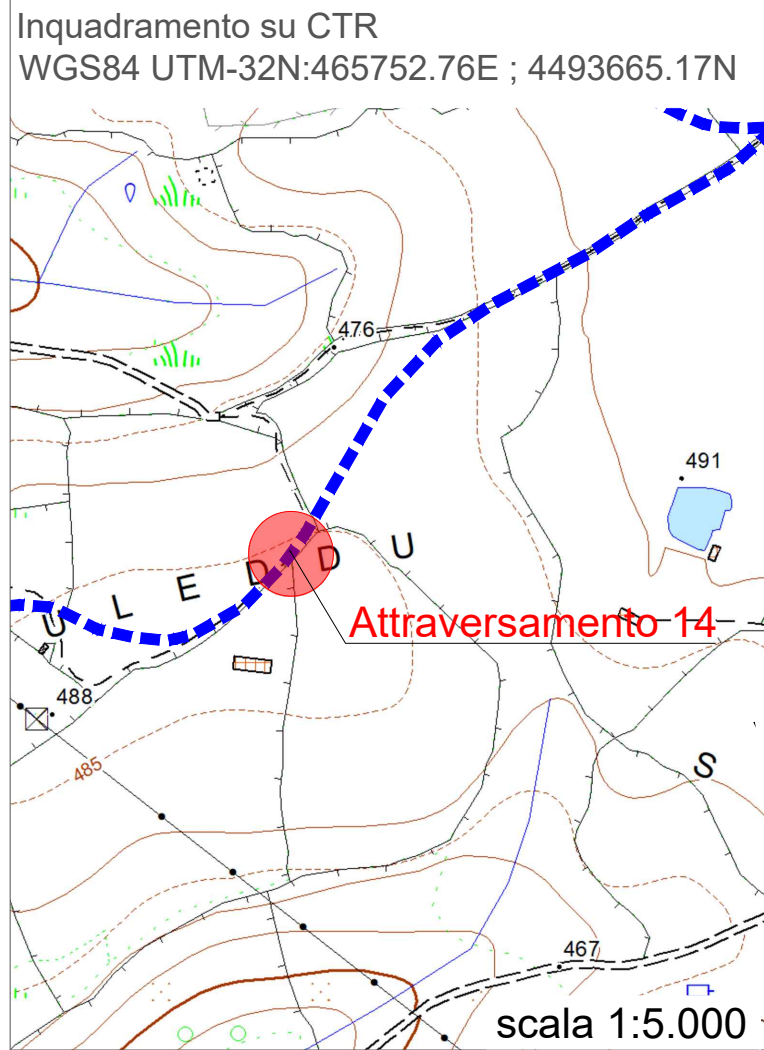 Inquadramento su CTR
WGS84 UTM-32N:465752.76E ; 4493665.17N
476
491
U L E D D U
Attraversamento 14
488
485
S
467
scala 1:5.000